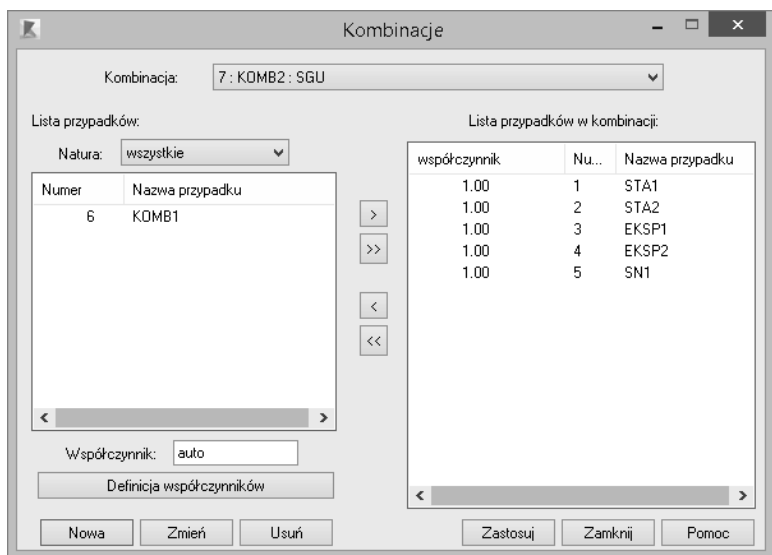 Kombinacje
Kombinacja: 7 : KOMB2 : SGU
Lista przypadków:
Natura: wszystkie
Numer Nazwa przypadku
6 KOMB1
>
>>
<
<<
Współczynnik: auto
Definicja współczynników
Lista przypadków w kombinacji:
współczynnik Nu... Nazwa przypadku
1.00 1 STA1
1.00 2 STA2
1.00 3 EKSP1
1.00 4 EKSP2
1.00 5 SN1
Nowa Zmień Usuń Zastosuj Zamknij Pomoc